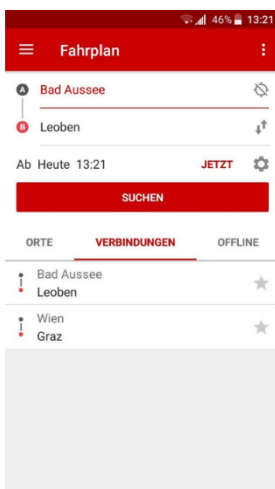 46% 13:21
Fahrplan
A Bad Aussee
B Leoben
Ab Heute 13:21 JETZT
SUCHEN
ORTE VERBINDUNGEN OFFLINE
Bad Aussee
Leoben
Wien
Graz